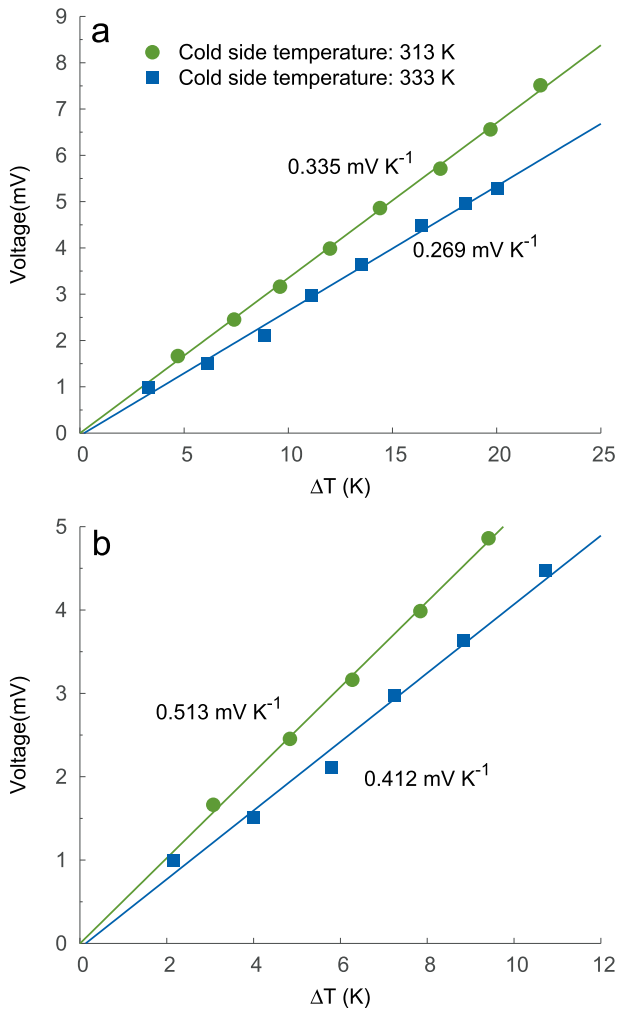 a
Cold side temperature: 313 K
Cold side temperature: 333 K
9
8
7
6
5
4
3
2
1
0
Voltage(mV)
0.335 mV K⁻¹
0.269 mV K⁻¹
0 5 10 15 20 25
ΔT (K)
b
5
4
3
2
1
0
Voltage(mV)
0.513 mV K⁻¹
0.412 mV K⁻¹
0 2 4 6 8 10 12
ΔT (K)